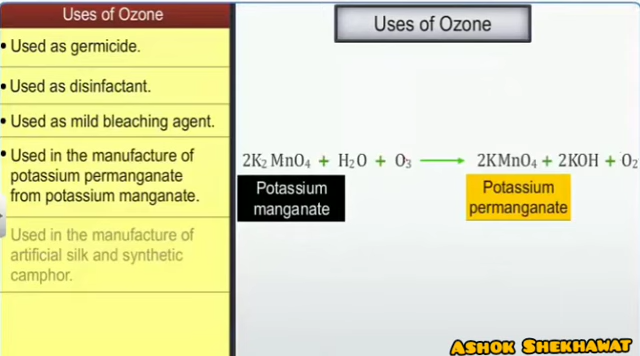 Uses of Ozone
• Used as germicide.
• Used as disinfactant.
• Used as mild bleaching agent.
• Used in the manufacture of
potassium permanganate
from potassium manganate.
Used in the manufacture of
artificial silk and synthetic
camphor.
Uses of Ozone
2K₂MnO₄ + H₂O + O₃ ⟶ 2KMnO₄ + 2KOH + O₂
Potassium
manganate
Potassium
permanganate
Ashok Shekhawat